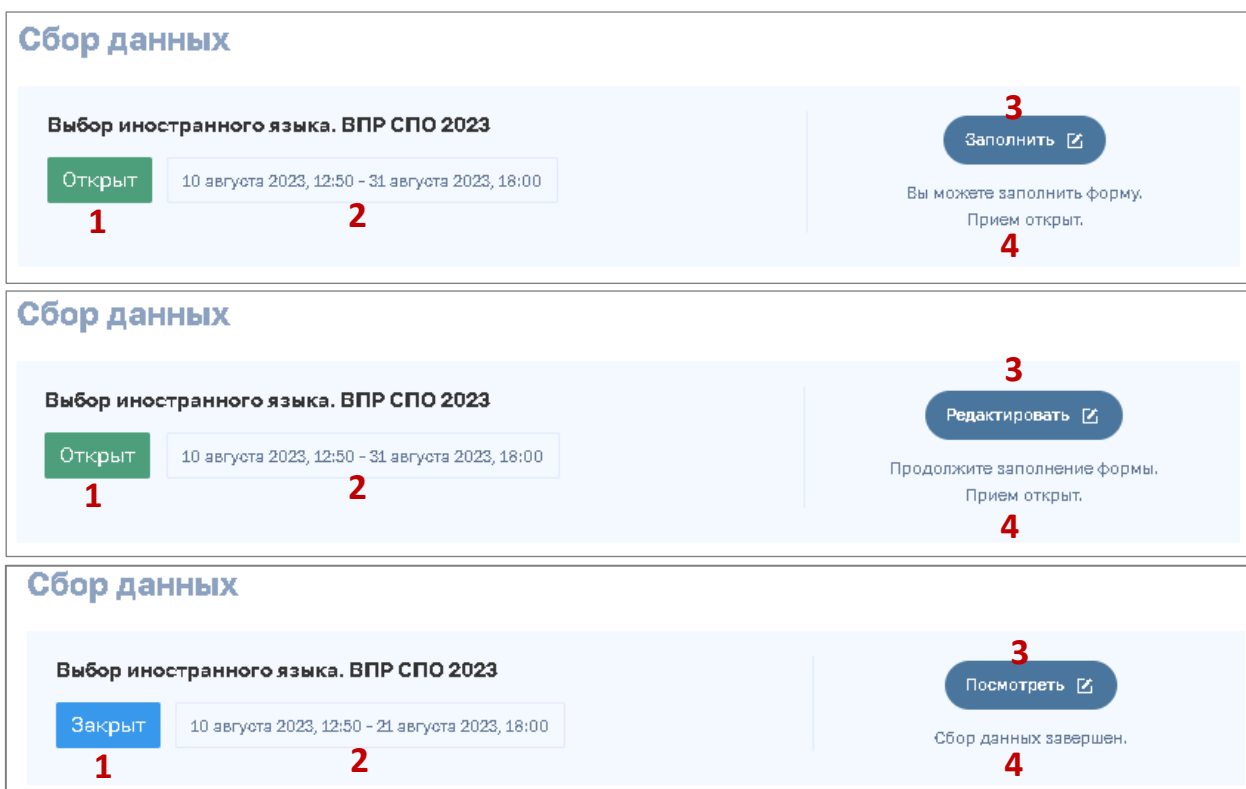 Сбор данных
Выбор иностранного языка. ВПР СПО 2023
3
Заполнить
Открыт 10 августа 2023, 12:50 - 31 августа 2023, 18:00
Вы можете заполнить форму.
Прием открыт.
1 2 4
Сбор данных
3
Выбор иностранного языка. ВПР СПО 2023
Редактировать
Открыт 10 августа 2023, 12:50 - 31 августа 2023, 18:00
Продолжите заполнение формы.
Прием открыт.
1 2 4
Сбор данных
3
Выбор иностранного языка. ВПР СПО 2023
Посмотреть
Закрыт 10 августа 2023, 12:50 - 21 августа 2023, 18:00
Сбор данных завершен.
1 2 4